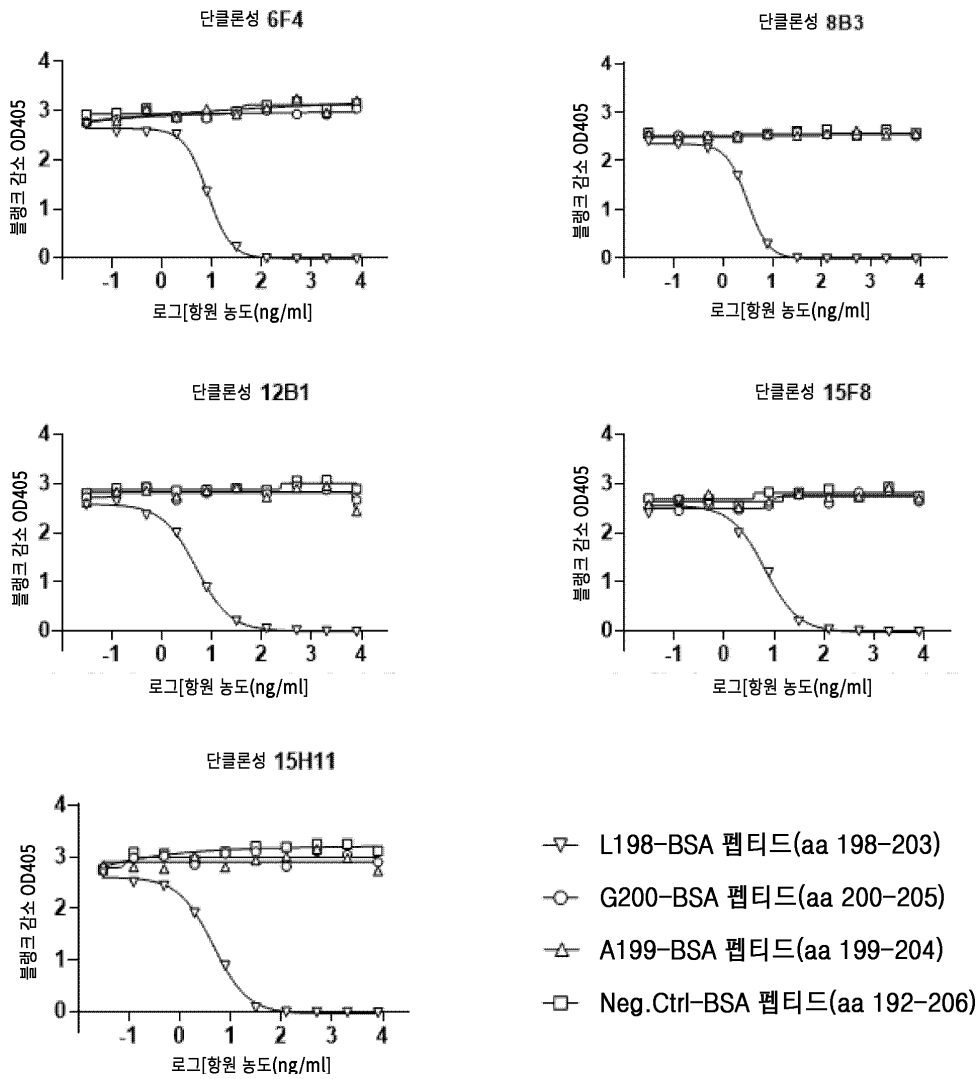 단클론성 6F4
4
3
2
1
0
블랭크 감소 OD405
-1 0 1 2 3 4
로그[항원 농도(ng/ml]
단클론성 8B3
4
3
2
1
0
블랭크 감소 OD405
-1 0 1 2 3 4
로그[항원 농도(ng/ml]
단클론성 12B1
4
3
2
1
0
블랭크 감소 OD405
-1 0 1 2 3 4
로그[항원 농도(ng/ml]
단클론성 15F8
4
3
2
1
0
블랭크 감소 OD405
-1 0 1 2 3 4
로그[항원 농도(ng/ml]
단클론성 15H11
4
3
2
1
0
블랭크 감소 OD405
-1 0 1 2 3 4
로그[항원 농도(ng/ml]
L198-BSA 펩티드(aa 198-203)
G200-BSA 펩티드(aa 200-205)
A199-BSA 펩티드(aa 199-204)
Neg.Ctrl-BSA 펩티드(aa 192-206)